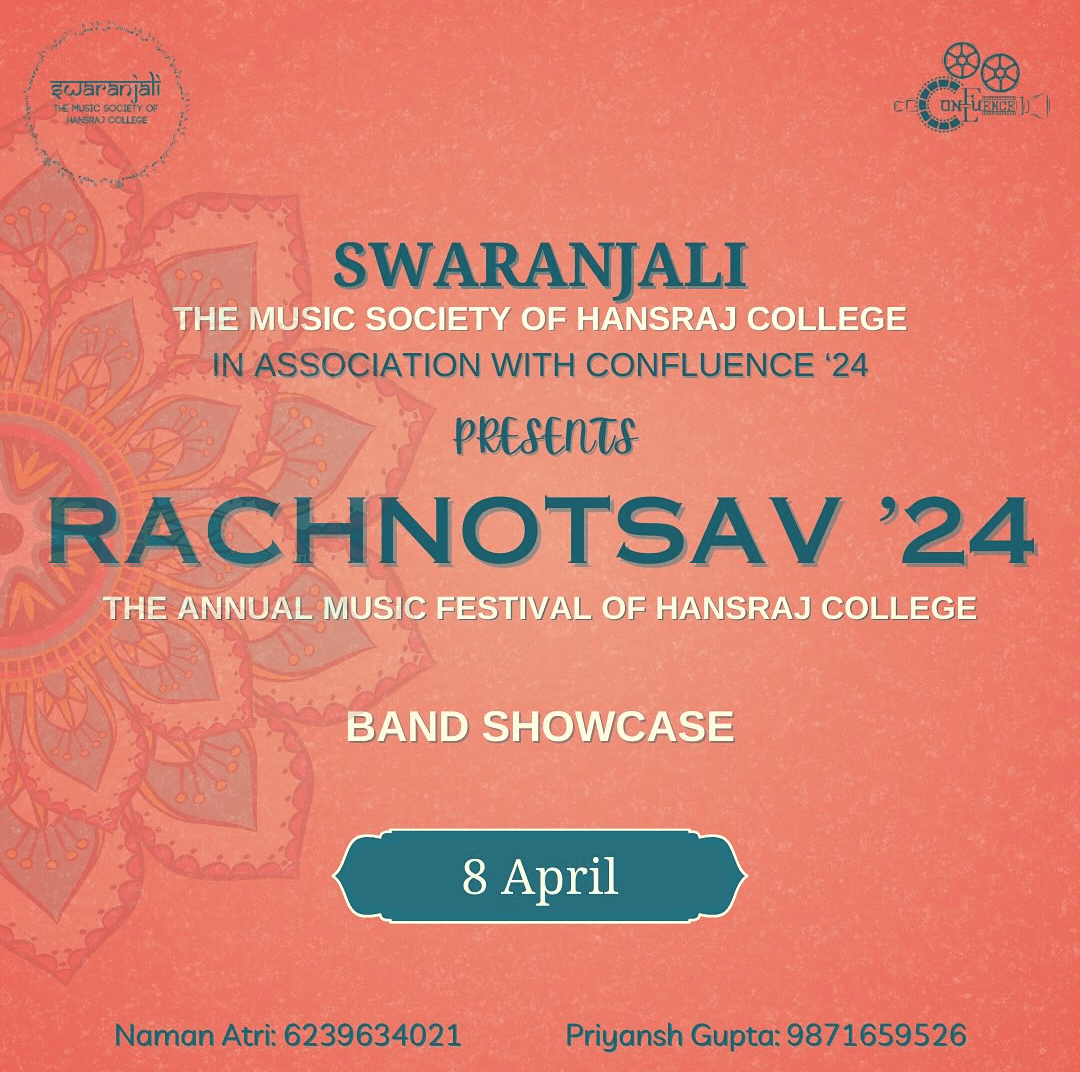 swaranjali
THE MUSIC SOCIETY OF
HANSRAJ COLLEGE
CONFLUENCE
SWARANJALI
THE MUSIC SOCIETY OF HANSRAJ COLLEGE
IN ASSOCIATION WITH CONFLUENCE ‘24
PRESENTS
RACHNOTSAV ’24
THE ANNUAL MUSIC FESTIVAL OF HANSRAJ COLLEGE
BAND SHOWCASE
8 April
Naman Atri: 6239634021
Priyansh Gupta: 9871659526